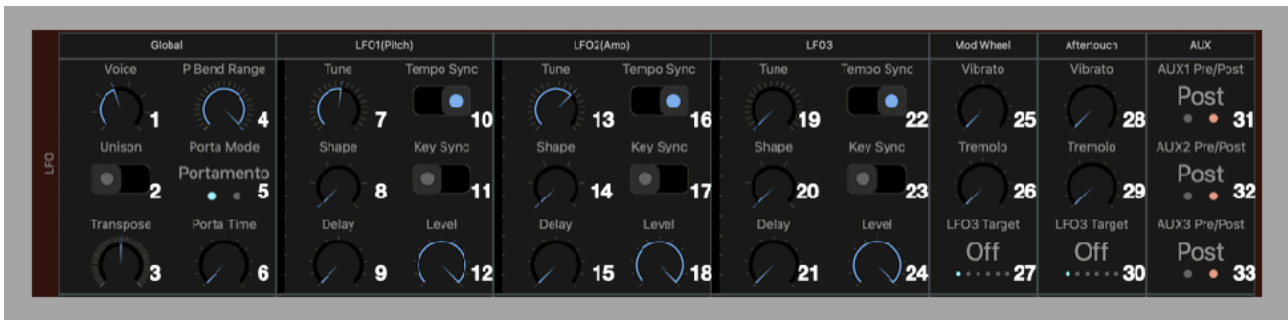 Global LFO1(Pitch) LFO2(Amp) LFO3 Mod Wheel Aftertouch AUX
Voice P.Bend Range Tune Tempo Sync Tune Tempo Sync Tune Tempo Sync Vibrato Vibrato AUX1 Pre/Post
Post
1 4 7 10 13 16 19 22 25 28 31
Unison Porta Mode Shape Key Sync Shape Key Sync Shape Key Sync Tremolo Tremolo AUX2 Pre/Post
Portamento Post
2 5 8 11 14 17 20 23 26 29 32
LFO
Transpose Porta Time Delay Level Delay Level Delay Level LFO3 Target LFO3 Target AUX3 Pre/Post
Off Off Post
3 6 9 12 15 18 21 24 27 30 33